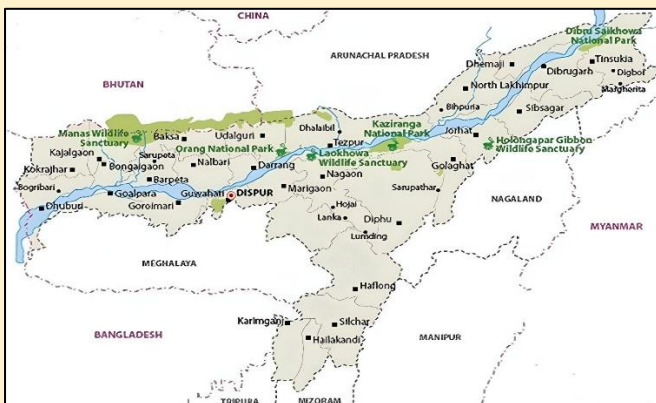 CHINA
Dibru Saikhowa
National Park
ARUNACHAL PRADESH
Tinsukia
Dhemaji
Dibrugarh
Digboi
BHUTAN
North Lakhimpur
Margherita
Bihpuria
Sibsagar
Kaziranga
National Park
Dhalaibil
Manas Wildlife
Sanctuary
Baksa
Udalguri
Tezpur
Jorhat
Holongapar Gibbon
Wildlife Sanctuary
Kajalgaon
Sarupeta
Orang National Park
Laokhowa
Wildlife Sanctuary
Bongaigaon
Nalbari
Darrang
Golaghat
Kokrajhar
Nagaon
Barpeta
Bogribari
Goalpara
Guwahati
DISPUR
Marigaon
Sarupathar
NAGALAND
Dhuburi
Goroimari
Hojai
Lanka
Diphu
MYANMAR
Lumding
MEGHALAYA
Haflong
Karimganj
Silchar
BANGLADESH
Hailakandi
MANIPUR
TRIPURA
MIZORAM